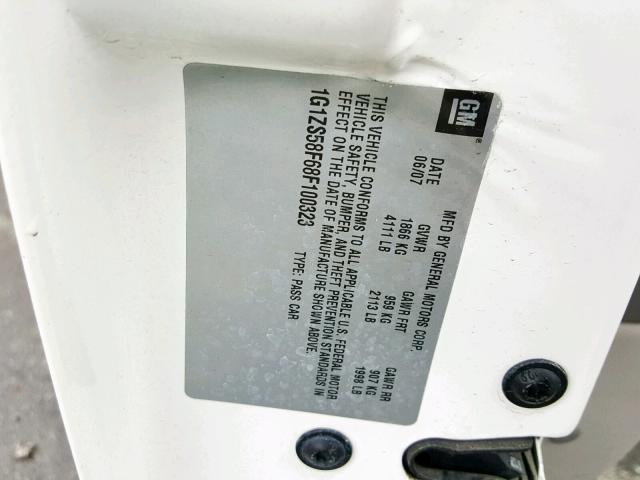 GM ®
MFD BY GENERAL MOTORS CORP.
DATE GVWR GAWR FRT GAWR RR
06/07 1866 KG 959 KG 907 KG
4111 LB 2113 LB 1998 LB
THIS VEHICLE CONFORMS TO ALL APPLICABLE U.S. FEDERAL MOTOR
VEHICLE SAFETY, BUMPER, AND THEFT PREVENTION STANDARDS IN
EFFECT ON THE DATE OF MANUFACTURE SHOWN ABOVE.
1G1ZS58F68F100323 TYPE: PASS CAR